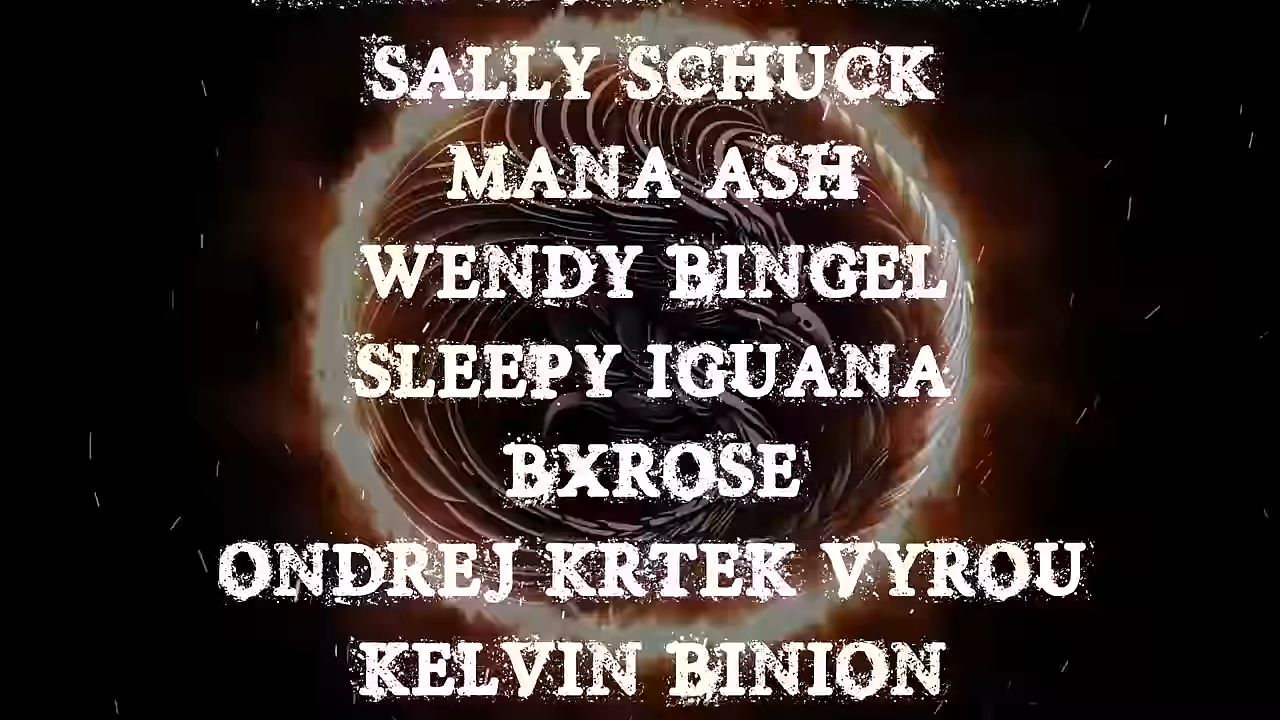 SALLY SCHUCK
MANA ASH
WENDY BINGEL
SLEEPY IGUANA
BXROSE
ONDREJ KRTEK VYROU
KELVIN BINION